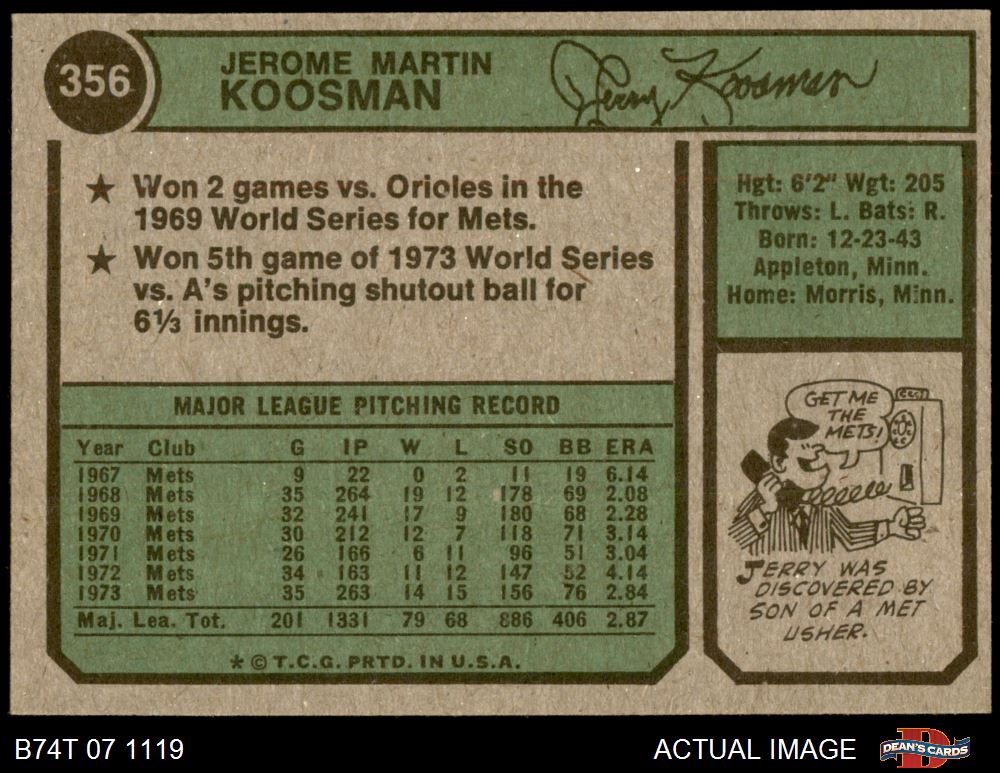 356
JEROME MARTIN
KOOSMAN
Jerry Koosman
★ Won 2 games vs. Orioles in the
1969 World Series for Mets.
★ Won 5th game of 1973 World Series
vs. A's pitching shutout ball for
6⅓ innings.
Hgt: 6'2" Wgt: 205
Throws: L. Bats: R.
Born: 12-23-43
Appleton, Minn.
Home: Morris, Minn.
MAJOR LEAGUE PITCHING RECORD
Year Club G IP W L SO BB ERA
1967 Mets 9 22 0 2 11 19 6.14
1968 Mets 35 264 19 12 178 69 2.08
1969 Mets 32 241 17 9 180 68 2.28
1970 Mets 30 212 12 7 118 71 3.14
1971 Mets 26 166 6 11 96 51 3.04
1972 Mets 34 163 11 12 147 52 4.14
1973 Mets 35 263 14 15 156 76 2.84
Maj. Lea. Tot. 201 1331 79 68 886 406 2.87
* © T.C.G. PRTD. IN U.S.A.
GET ME
THE
METS!
JERRY WAS
DISCOVERED BY
SON OF A MET
USHER.
B74T 07 1119
ACTUAL IMAGE
DEAN'S CARDS